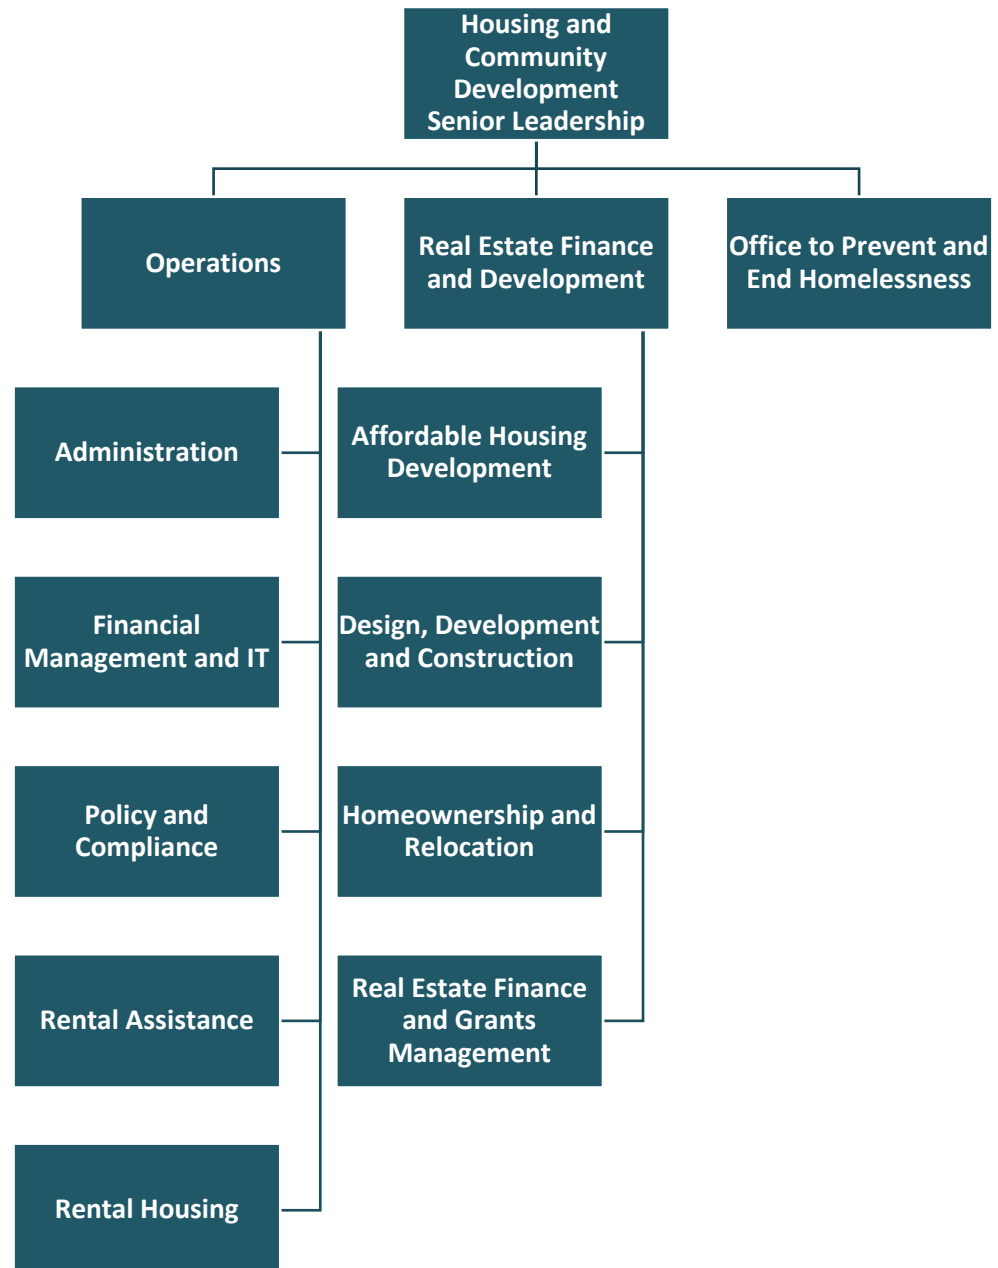 Housing and
Community
Development
Senior Leadership
Operations
Real Estate Finance
and Development
Office to Prevent and
End Homelessness
Administration
Affordable Housing
Development
Financial
Management and IT
Design, Development
and Construction
Policy and
Compliance
Homeownership and
Relocation
Rental Assistance
Real Estate Finance
and Grants
Management
Rental Housing